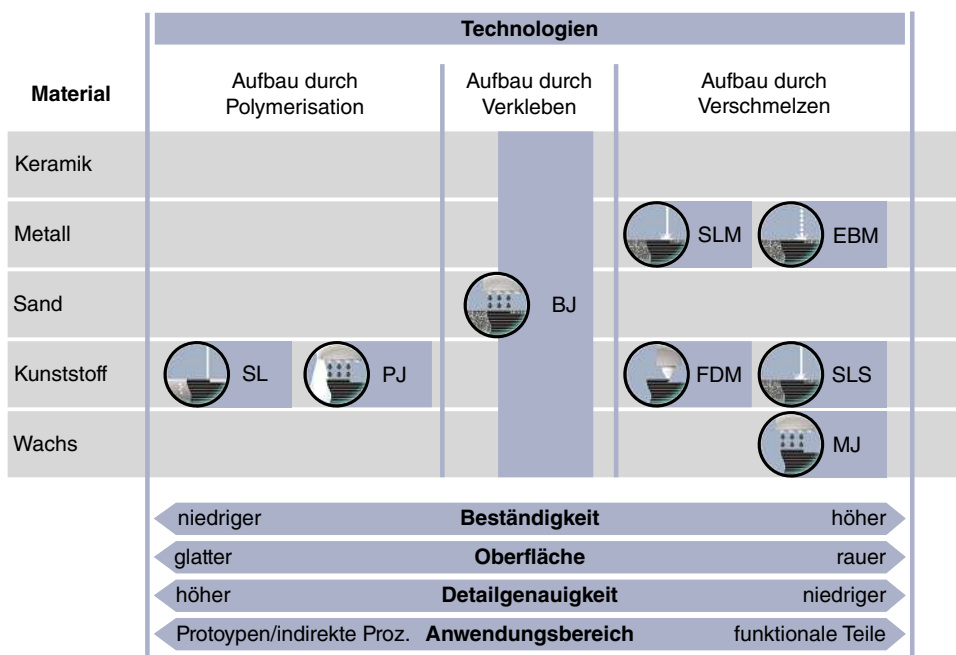 Technologien
Material
Aufbau durch
Polymerisation
Aufbau durch
Verkleben
Aufbau durch
Verschmelzen
Keramik
Metall
SLM
EBM
Sand
BJ
Kunststoff
SL
PJ
FDM
SLS
Wachs
MJ
niedriger Beständigkeit höher
glatter Oberfläche rauer
höher Detailgenauigkeit niedriger
Protoypen/indirekte Proz. Anwendungsbereich funktionale Teile